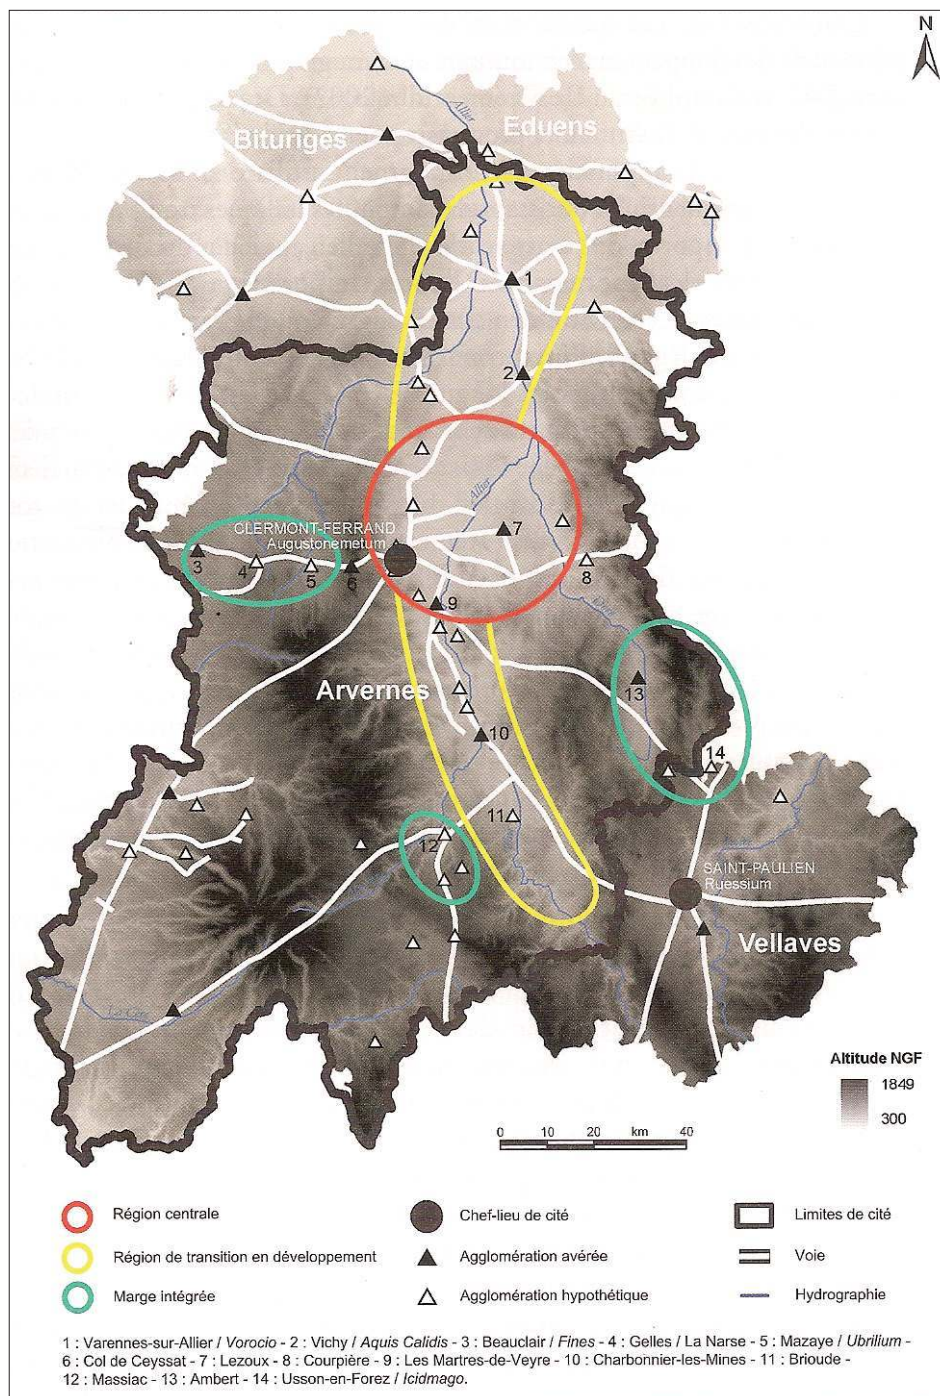 N
Allier
Bituriges
Eduens
1
2
Allier
CLERMONT-FERRAND
Augustonemetum
7
3
4
5
6
8
9
Arvernes
13
10
14
11
12
SAINT-PAULIEN
Ruessium
Vellaves
Altitude NGF
1849
300
0 10 20 km 40
Région centrale
Chef-lieu de cité
Limites de cité
Région de transition en développement
Agglomération avérée
Voie
Marge intégrée
Agglomération hypothétique
Hydrographie
1 : Varennes-sur-Allier / Vorocio - 2 : Vichy / Aquis Calidis - 3 : Beauclair / Fines - 4 : Gelles / La Narse - 5 : Mazaye / Ubrilium -
6 : Col de Ceyssat - 7 : Lezoux - 8 : Courpière - 9 : Les Martres-de-Veyre - 10 : Charbonnier-les-Mines - 11 : Brioude -
12 : Massiac - 13 : Ambert - 14 : Usson-en-Forez / Icidmago.